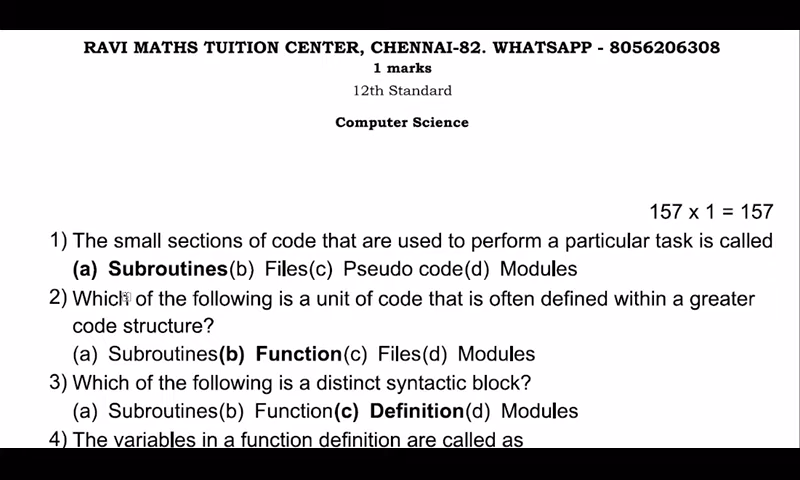 RAVI MATHS TUITION CENTER, CHENNAI-82. WHATSAPP - 8056206308
1 marks
12th Standard
Computer Science
157 x 1 = 157
1) The small sections of code that are used to perform a particular task is called
(a) Subroutines(b) Files(c) Pseudo code(d) Modules
2) Which of the following is a unit of code that is often defined within a greater
code structure?
(a) Subroutines(b) Function(c) Files(d) Modules
3) Which of the following is a distinct syntactic block?
(a) Subroutines(b) Function(c) Definition(d) Modules
4) The variables in a function definition are called as